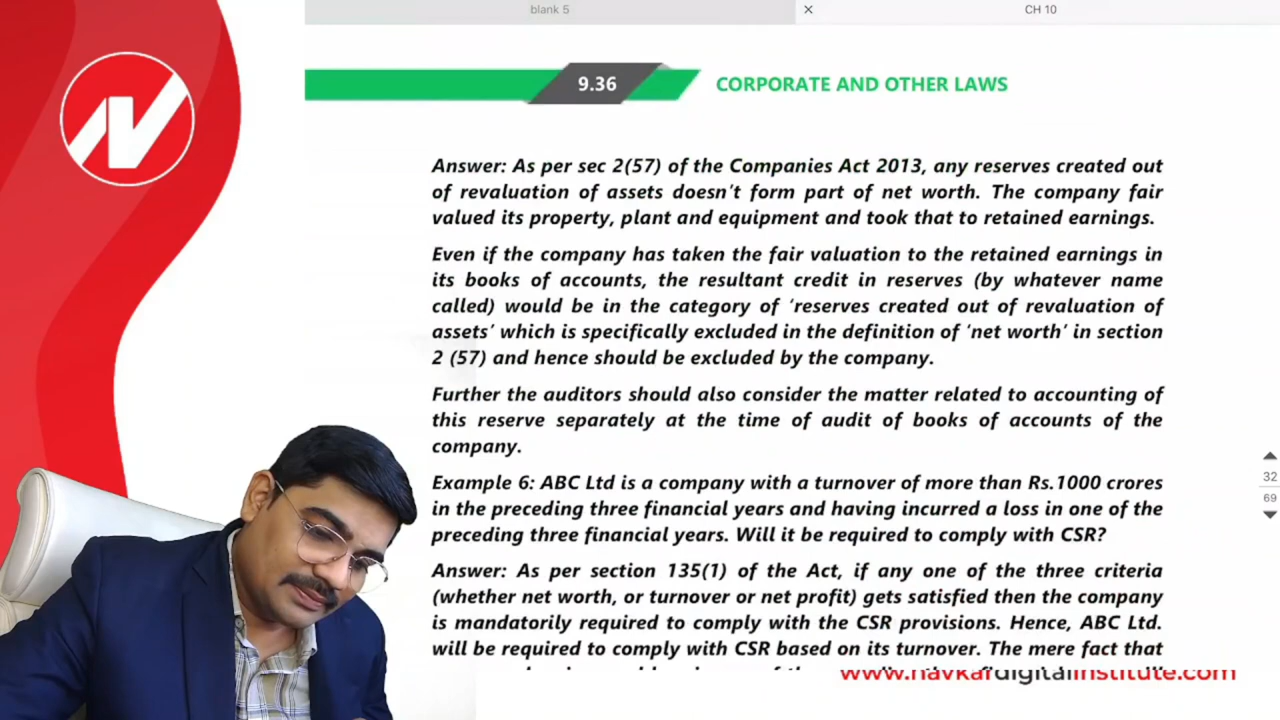 blank 5
CH 10
9.36
CORPORATE AND OTHER LAWS
Answer: As per sec 2(57) of the Companies Act 2013, any reserves created out
of revaluation of assets doesn't form part of net worth. The company fair
valued its property, plant and equipment and took that to retained earnings.
Even if the company has taken the fair valuation to the retained earnings in
its books of accounts, the resultant credit in reserves (by whatever name
called) would be in the category of 'reserves created out of revaluation of
assets' which is specifically excluded in the definition of 'net worth' in section
2 (57) and hence should be excluded by the company.
Further the auditors should also consider the matter related to accounting of
this reserve separately at the time of audit of books of accounts of the
company.
32
69
Example 6: ABC Ltd is a company with a turnover of more than Rs.1000 crores
in the preceding three financial years and having incurred a loss in one of the
preceding three financial years. Will it be required to comply with CSR?
Answer: As per section 135(1) of the Act, if any one of the three criteria
(whether net worth, or turnover or net profit) gets satisfied then the company
is mandatorily required to comply with the CSR provisions. Hence, ABC Ltd.
will be required to comply with CSR based on its turnover. The mere fact that
www.navkardigitalinstitute.com